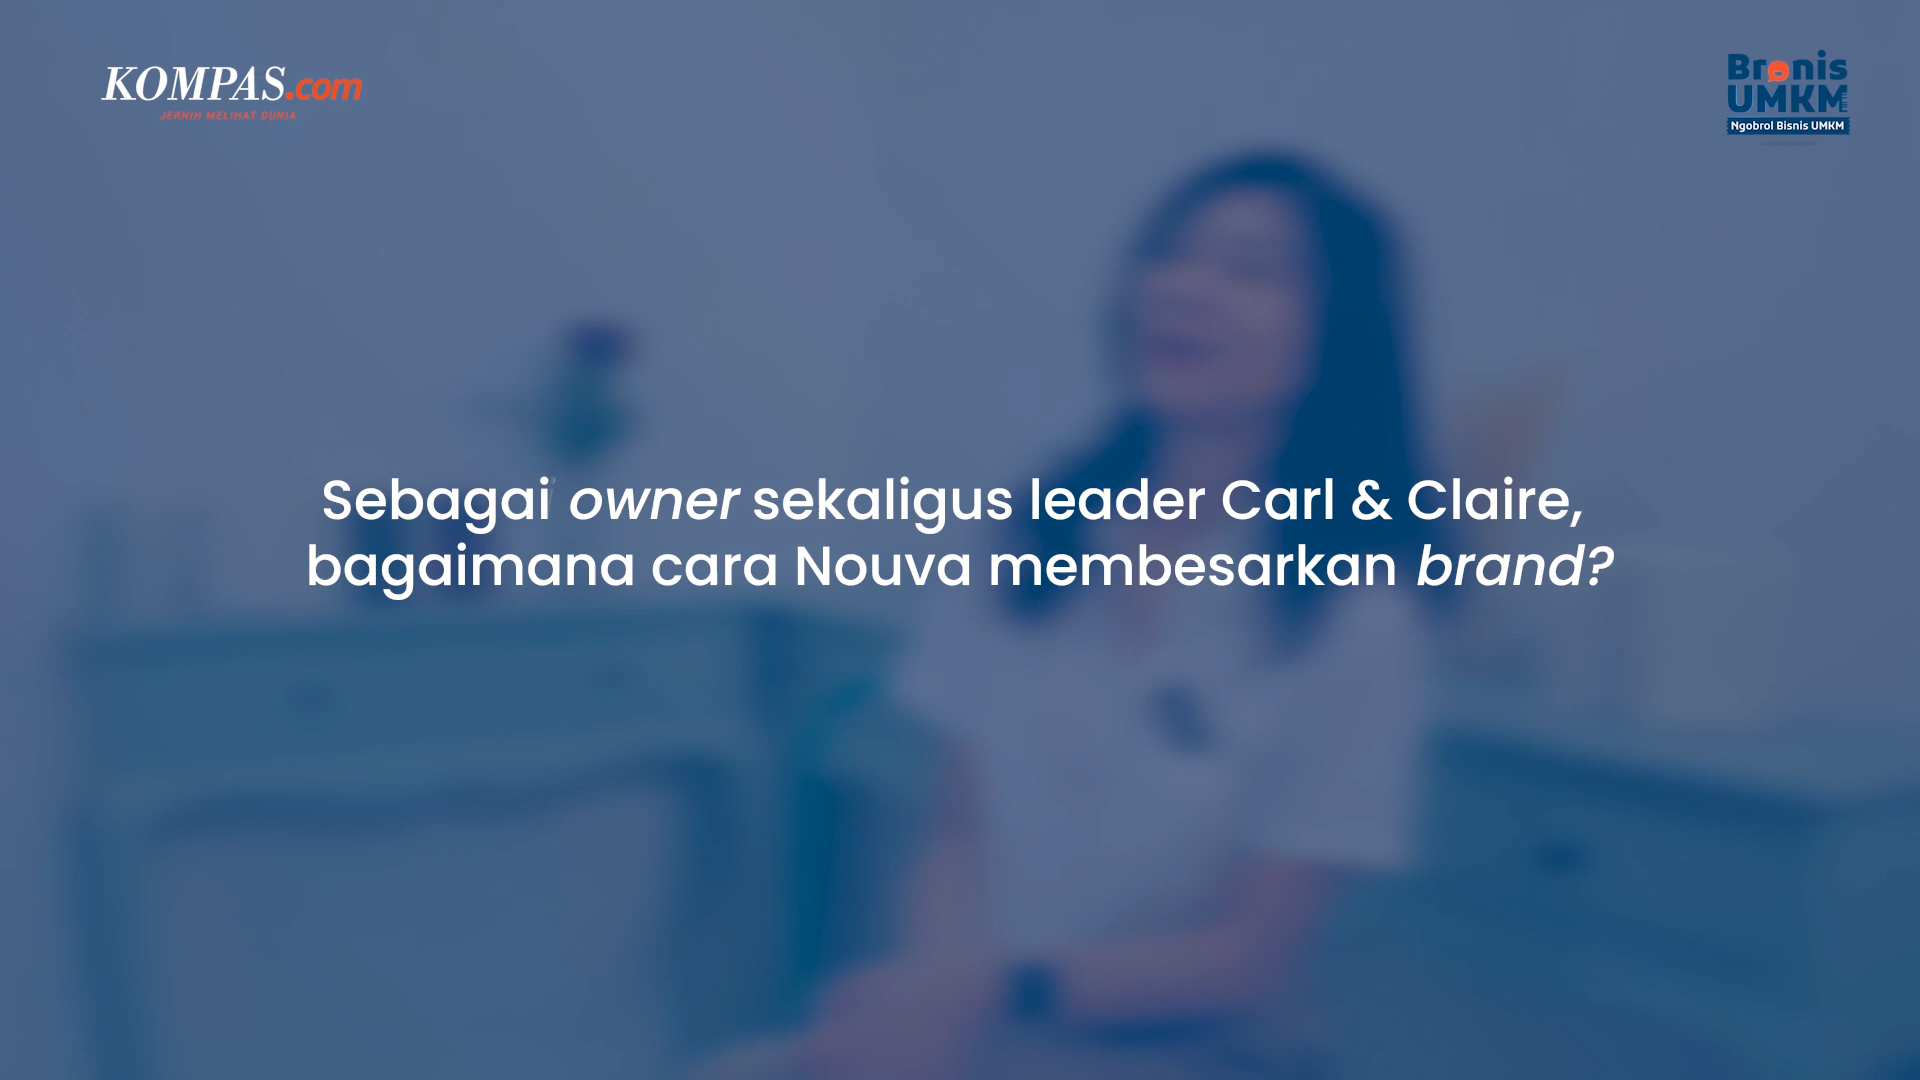 KOMPAS.com
JERNIH MELIHAT DUNIA
Bronis
UMKM
Ngobrol Bisnis UMKM
Sebagai owner sekaligus leader Carl & Claire,
bagaimana cara Nouva membesarkan brand?